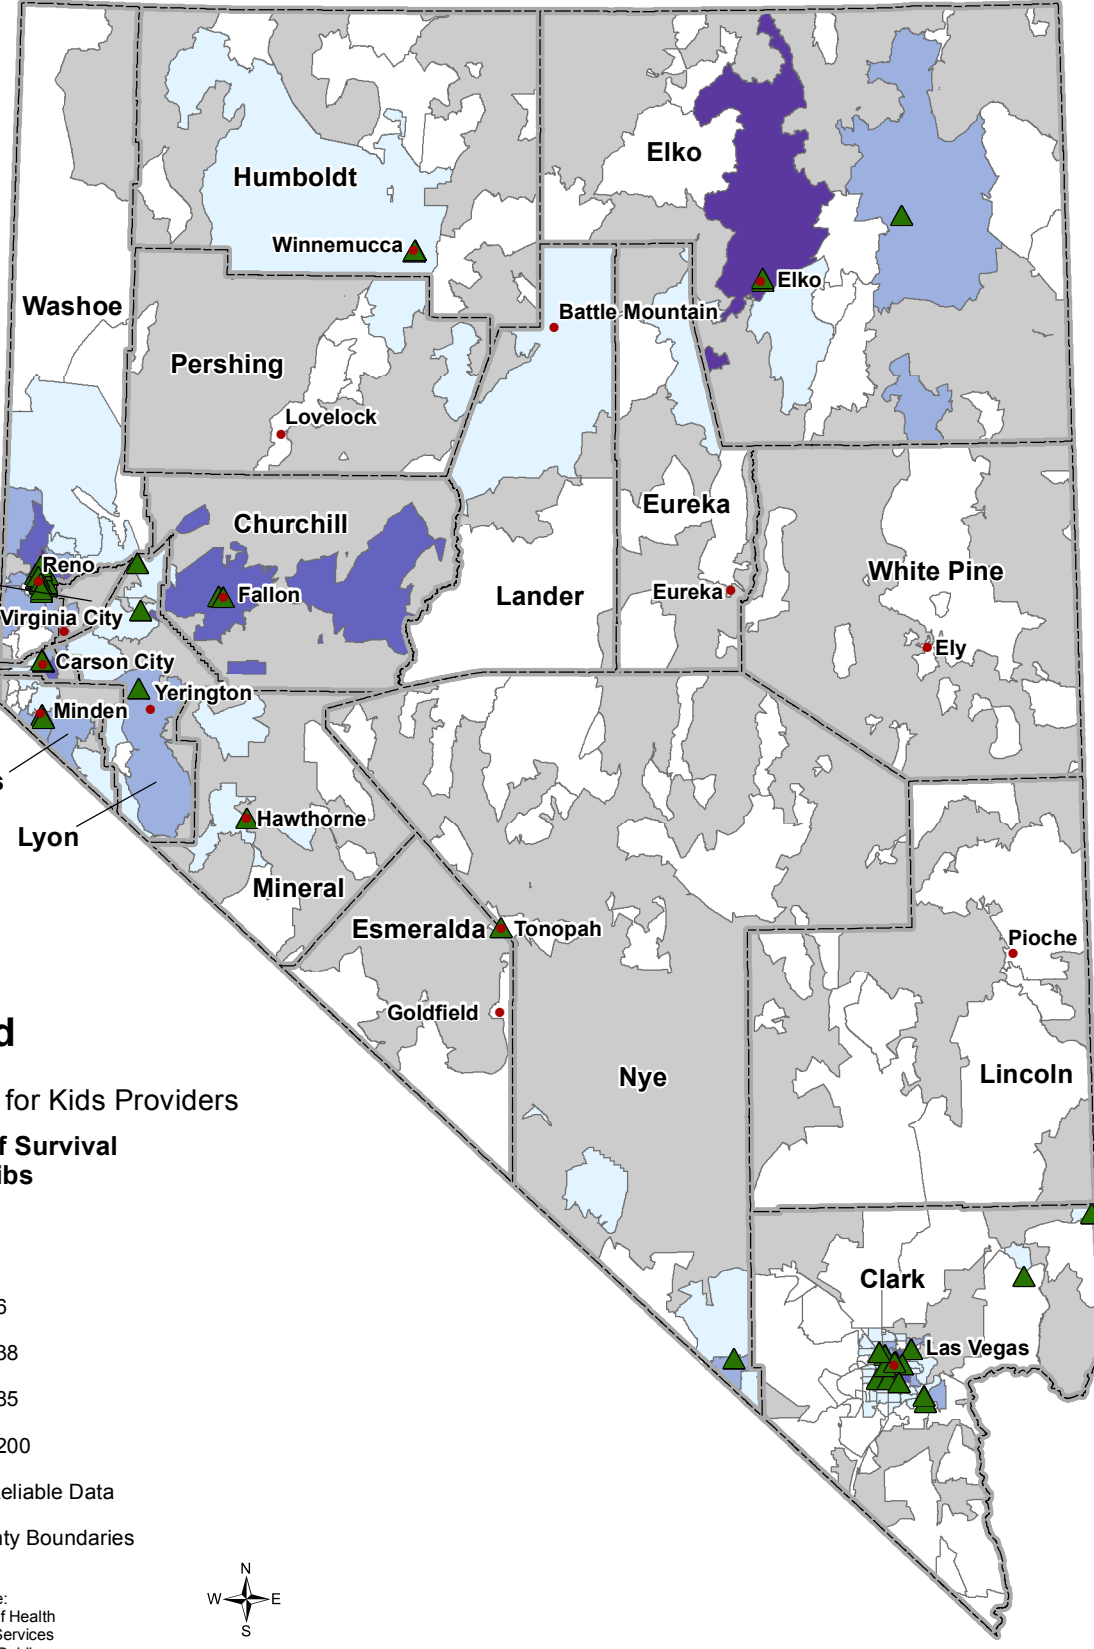 Humboldt
Elko
Winnemucca
Elko
Washoe
Battle Mountain
Pershing
Lovelock
Churchill
Eureka
Reno
White Pine
Fallon
Lander
Eureka
Virginia City
Ely
Carson City
Yerington
Minden
s
Hawthorne
Lyon
Mineral
Esmeralda
Tonopah
Pioche
Goldfield
d
Nye
Lincoln
for Kids Providers
f Survival
ibs
Clark
6
Las Vegas
38
35
200
eliable Data
nty Boundaries
N
W E
S
e:
f Health
Services